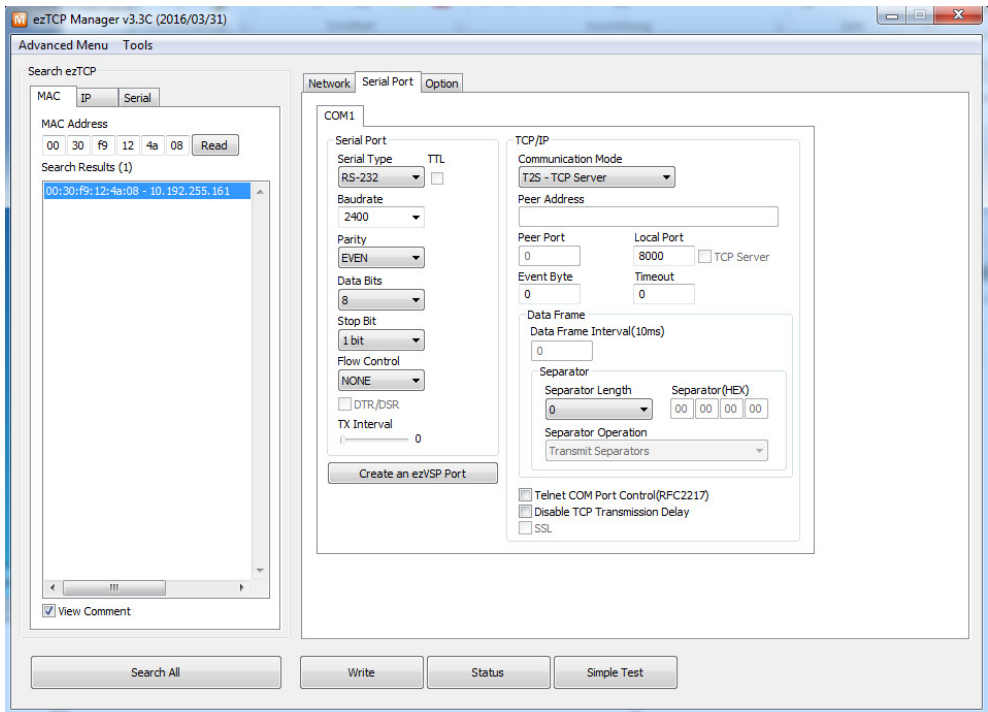 ezTCP Manager v3.3C (2016/03/31)
Advanced Menu Tools
Search ezTCP
MAC IP Serial
MAC Address
00 30 f9 12 4a 08 Read
Search Results (1)
00:30:f9:12:4a:08 - 10.192.255.161
View Comment
Search All
Network Serial Port Option
COM1
Serial Port
Serial Type TTL
RS-232
Baudrate
2400
Parity
EVEN
Data Bits
8
Stop Bit
1 bit
Flow Control
NONE
DTR/DSR
TX Interval
0
Create an ezVSP Port
TCP/IP
Communication Mode
T2S - TCP Server
Peer Address
Peer Port Local Port
0 8000 TCP Server
Event Byte Timeout
0 0
Data Frame
Data Frame Interval(10ms)
0
Separator
Separator Length Separator(HEX)
0 00 00 00 00
Separator Operation
Transmit Separators
Telnet COM Port Control(RFC2217)
Disable TCP Transmission Delay
SSL
Write Status Simple Test